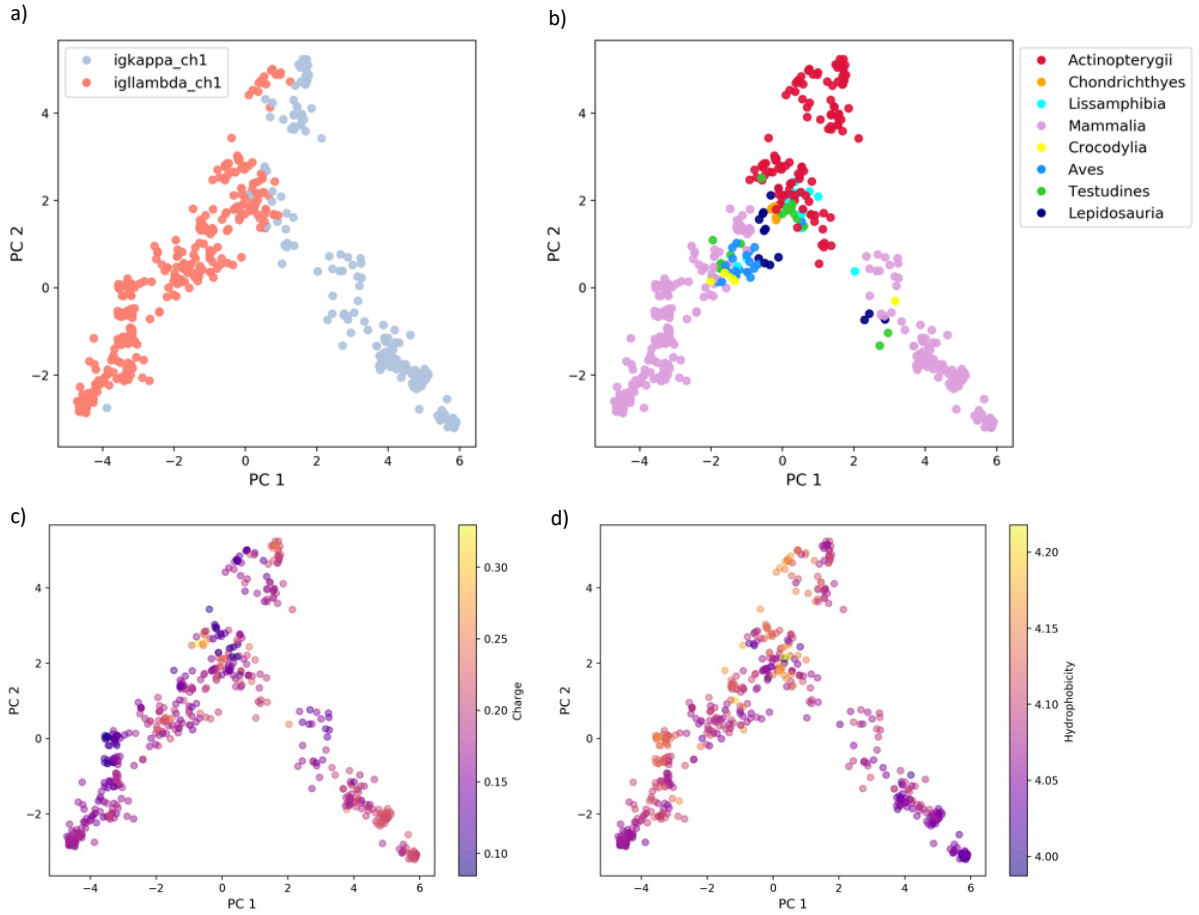 a)
igkappa_ch1
igllambda_ch1
4
2
0
−2
PC 2
−4
−2
0
2
4
6
PC 1
b)
4
2
0
−2
PC 2
−4
−2
0
2
4
6
PC 1
Actinopterygii
Chondrichthyes
Lissamphibia
Mammalia
Crocodylia
Aves
Testudines
Lepidosauria
c)
4
2
0
−2
PC 2
−4
−2
0
2
4
6
PC 1
0.30
0.25
0.20
0.15
0.10
Charge
d)
4
2
0
−2
PC 2
−4
−2
0
2
4
6
PC 1
4.20
4.15
4.10
4.05
4.00
Hydrophobicity